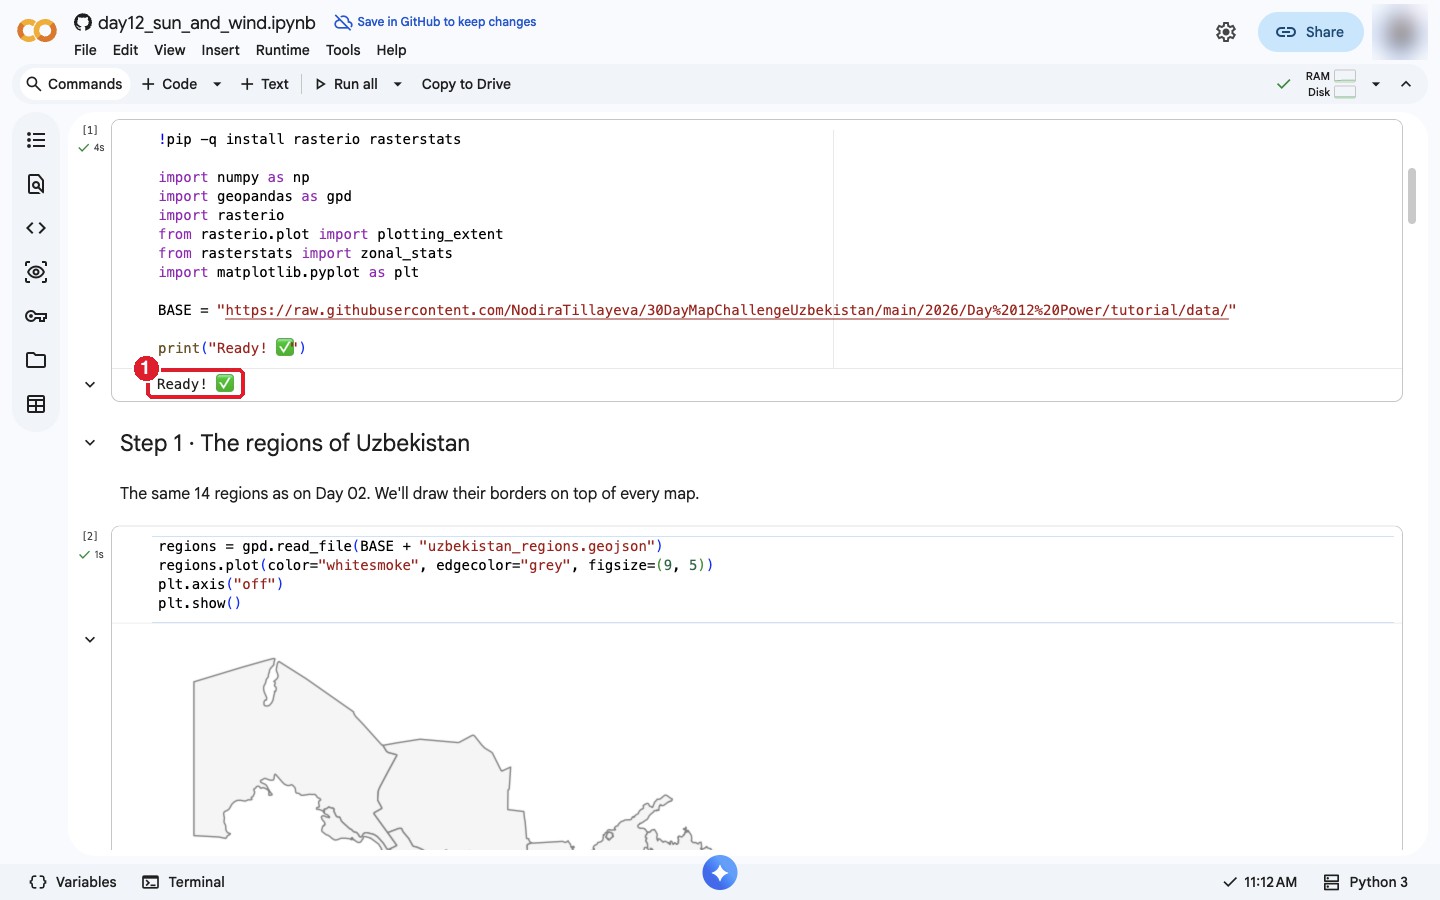 day12_sun_and_wind.ipynb
Save in GitHub to keep changes
File Edit View Insert Runtime Tools Help
Share
Commands + Code + Text Run all Copy to Drive
RAM
Disk
[1]
4s
!pip -q install rasterio rasterstats
import numpy as np
import geopandas as gpd
import rasterio
from rasterio.plot import plotting_extent
from rasterstats import zonal_stats
import matplotlib.pyplot as plt
BASE = "https://raw.githubusercontent.com/NodiraTillayeva/30DayMapChallengeUzbekistan/main/2026/Day%2012%20Power/tutorial/data/"
print("Ready! ✅")
1
Ready! ✅
Step 1 · The regions of Uzbekistan
The same 14 regions as on Day 02. We'll draw their borders on top of every map.
[2]
1s
regions = gpd.read_file(BASE + "uzbekistan_regions.geojson")
regions.plot(color="whitesmoke", edgecolor="grey", figsize=(9, 5))
plt.axis("off")
plt.show()
Variables Terminal
11:12 AM Python 3